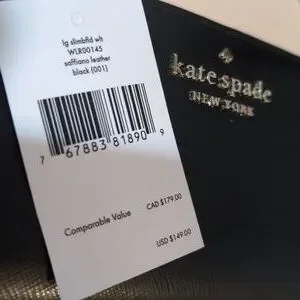 lg slimbfld wlt
WLR00145
saffiano leather
black (001)
7 67883 81890 9
Comparable Value
CAD $179.00
USD $149.00
kate spade
NEW YORK